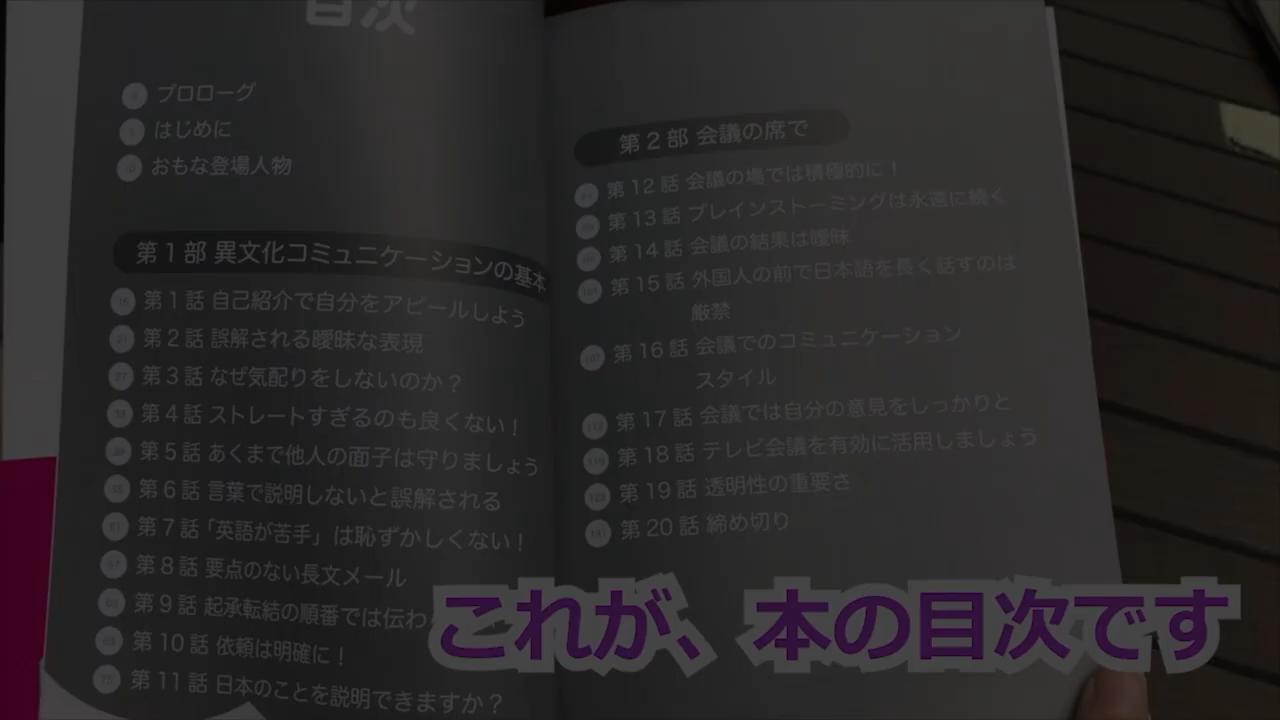 目次
プロローグ
はじめに
おもな登場人物
第1部 異文化コミュニケーションの基本
16 第1話 自己紹介で自分をアピールしよう
21 第2話 誤解される曖昧な表現
27 第3話 なぜ気配りをしないのか？
第4話 ストレートすぎるのも良くない！
第5話 あくまで他人の面子は守りましょう
第6話 言葉で説明しないと誤解される
第7話 「英語が苦手」は恥ずかしくない！
第8話 要点のない長文メール
第9話 起承転結の順番では伝わ
第10話 依頼は明確に！
第11話 日本のことを説明できますか？
第2部 会議の席で
第12話 会議の場では積極的に！
第13話 ブレインストーミングは永遠に続く
第14話 会議の結果は曖昧
第15話 外国人の前で日本語を長く話すのは
厳禁
107 第16話 会議でのコミュニケーション
スタイル
第17話 会議では自分の意見をしっかりと
第18話 テレビ会議を有効に活用しましょう
第19話 透明性の重要さ
第20話 締め切り
これが、本の目次です